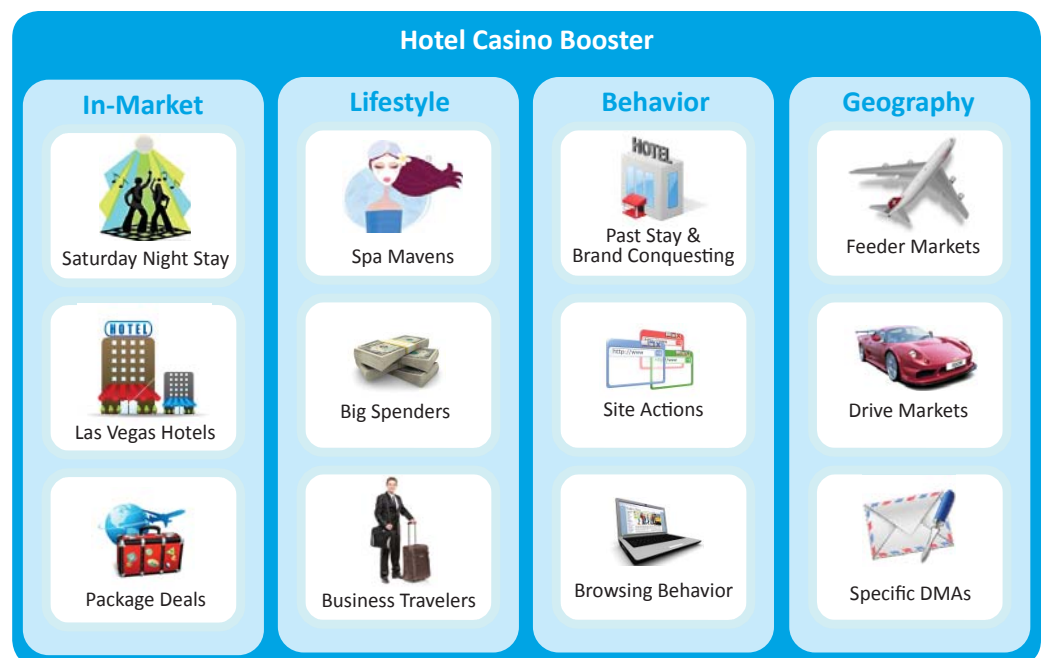 Hotel Casino Booster
In-Market
Saturday Night Stay
HOTEL
Las Vegas Hotels
Package Deals
Lifestyle
Spa Mavens
Big Spenders
Business Travelers
Behavior
HOTEL
Past Stay &
Brand Conquesting
http://www
Site Actions
Browsing Behavior
Geography
Feeder Markets
Drive Markets
Specific DMAs